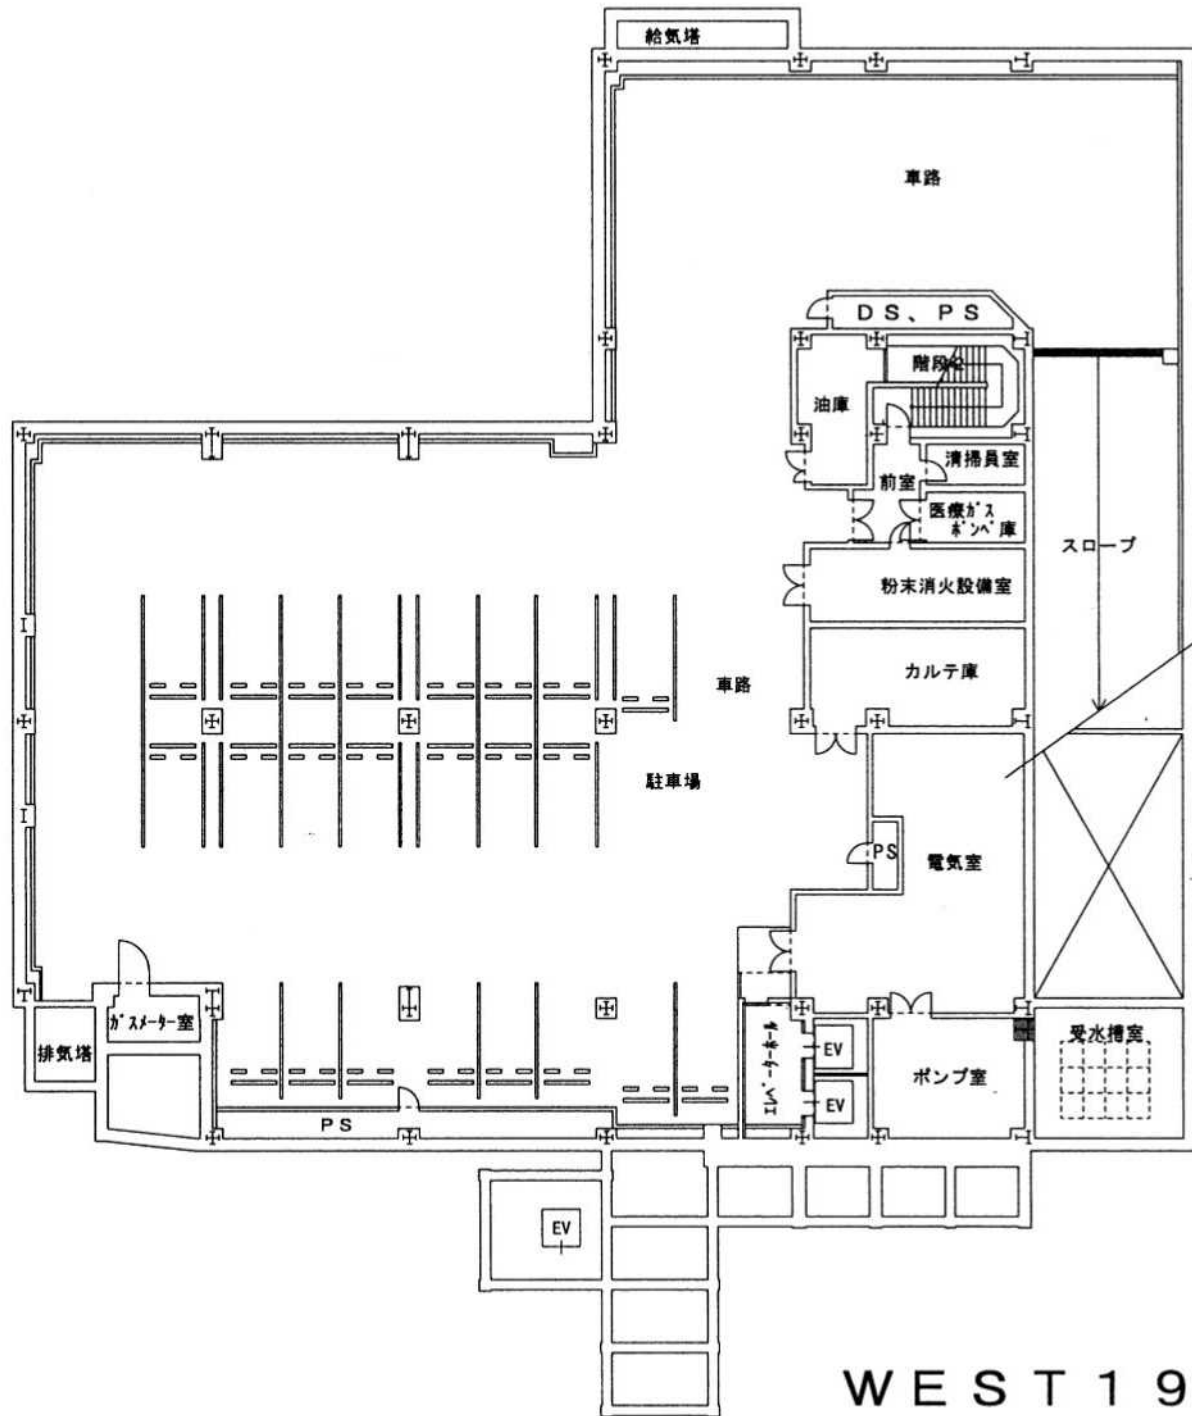 給気塔
車路
DS、PS
階段2
油庫
清掃員室
前室
医療ガス
ボンベ庫
スロープ
粉末消火設備室
カルテ庫
車路
駐車場
PS
電気室
ガスメーター室
排気塔
エレベーターホール
EV
EV
ポンプ室
受水槽室
PS
EV
WEST19